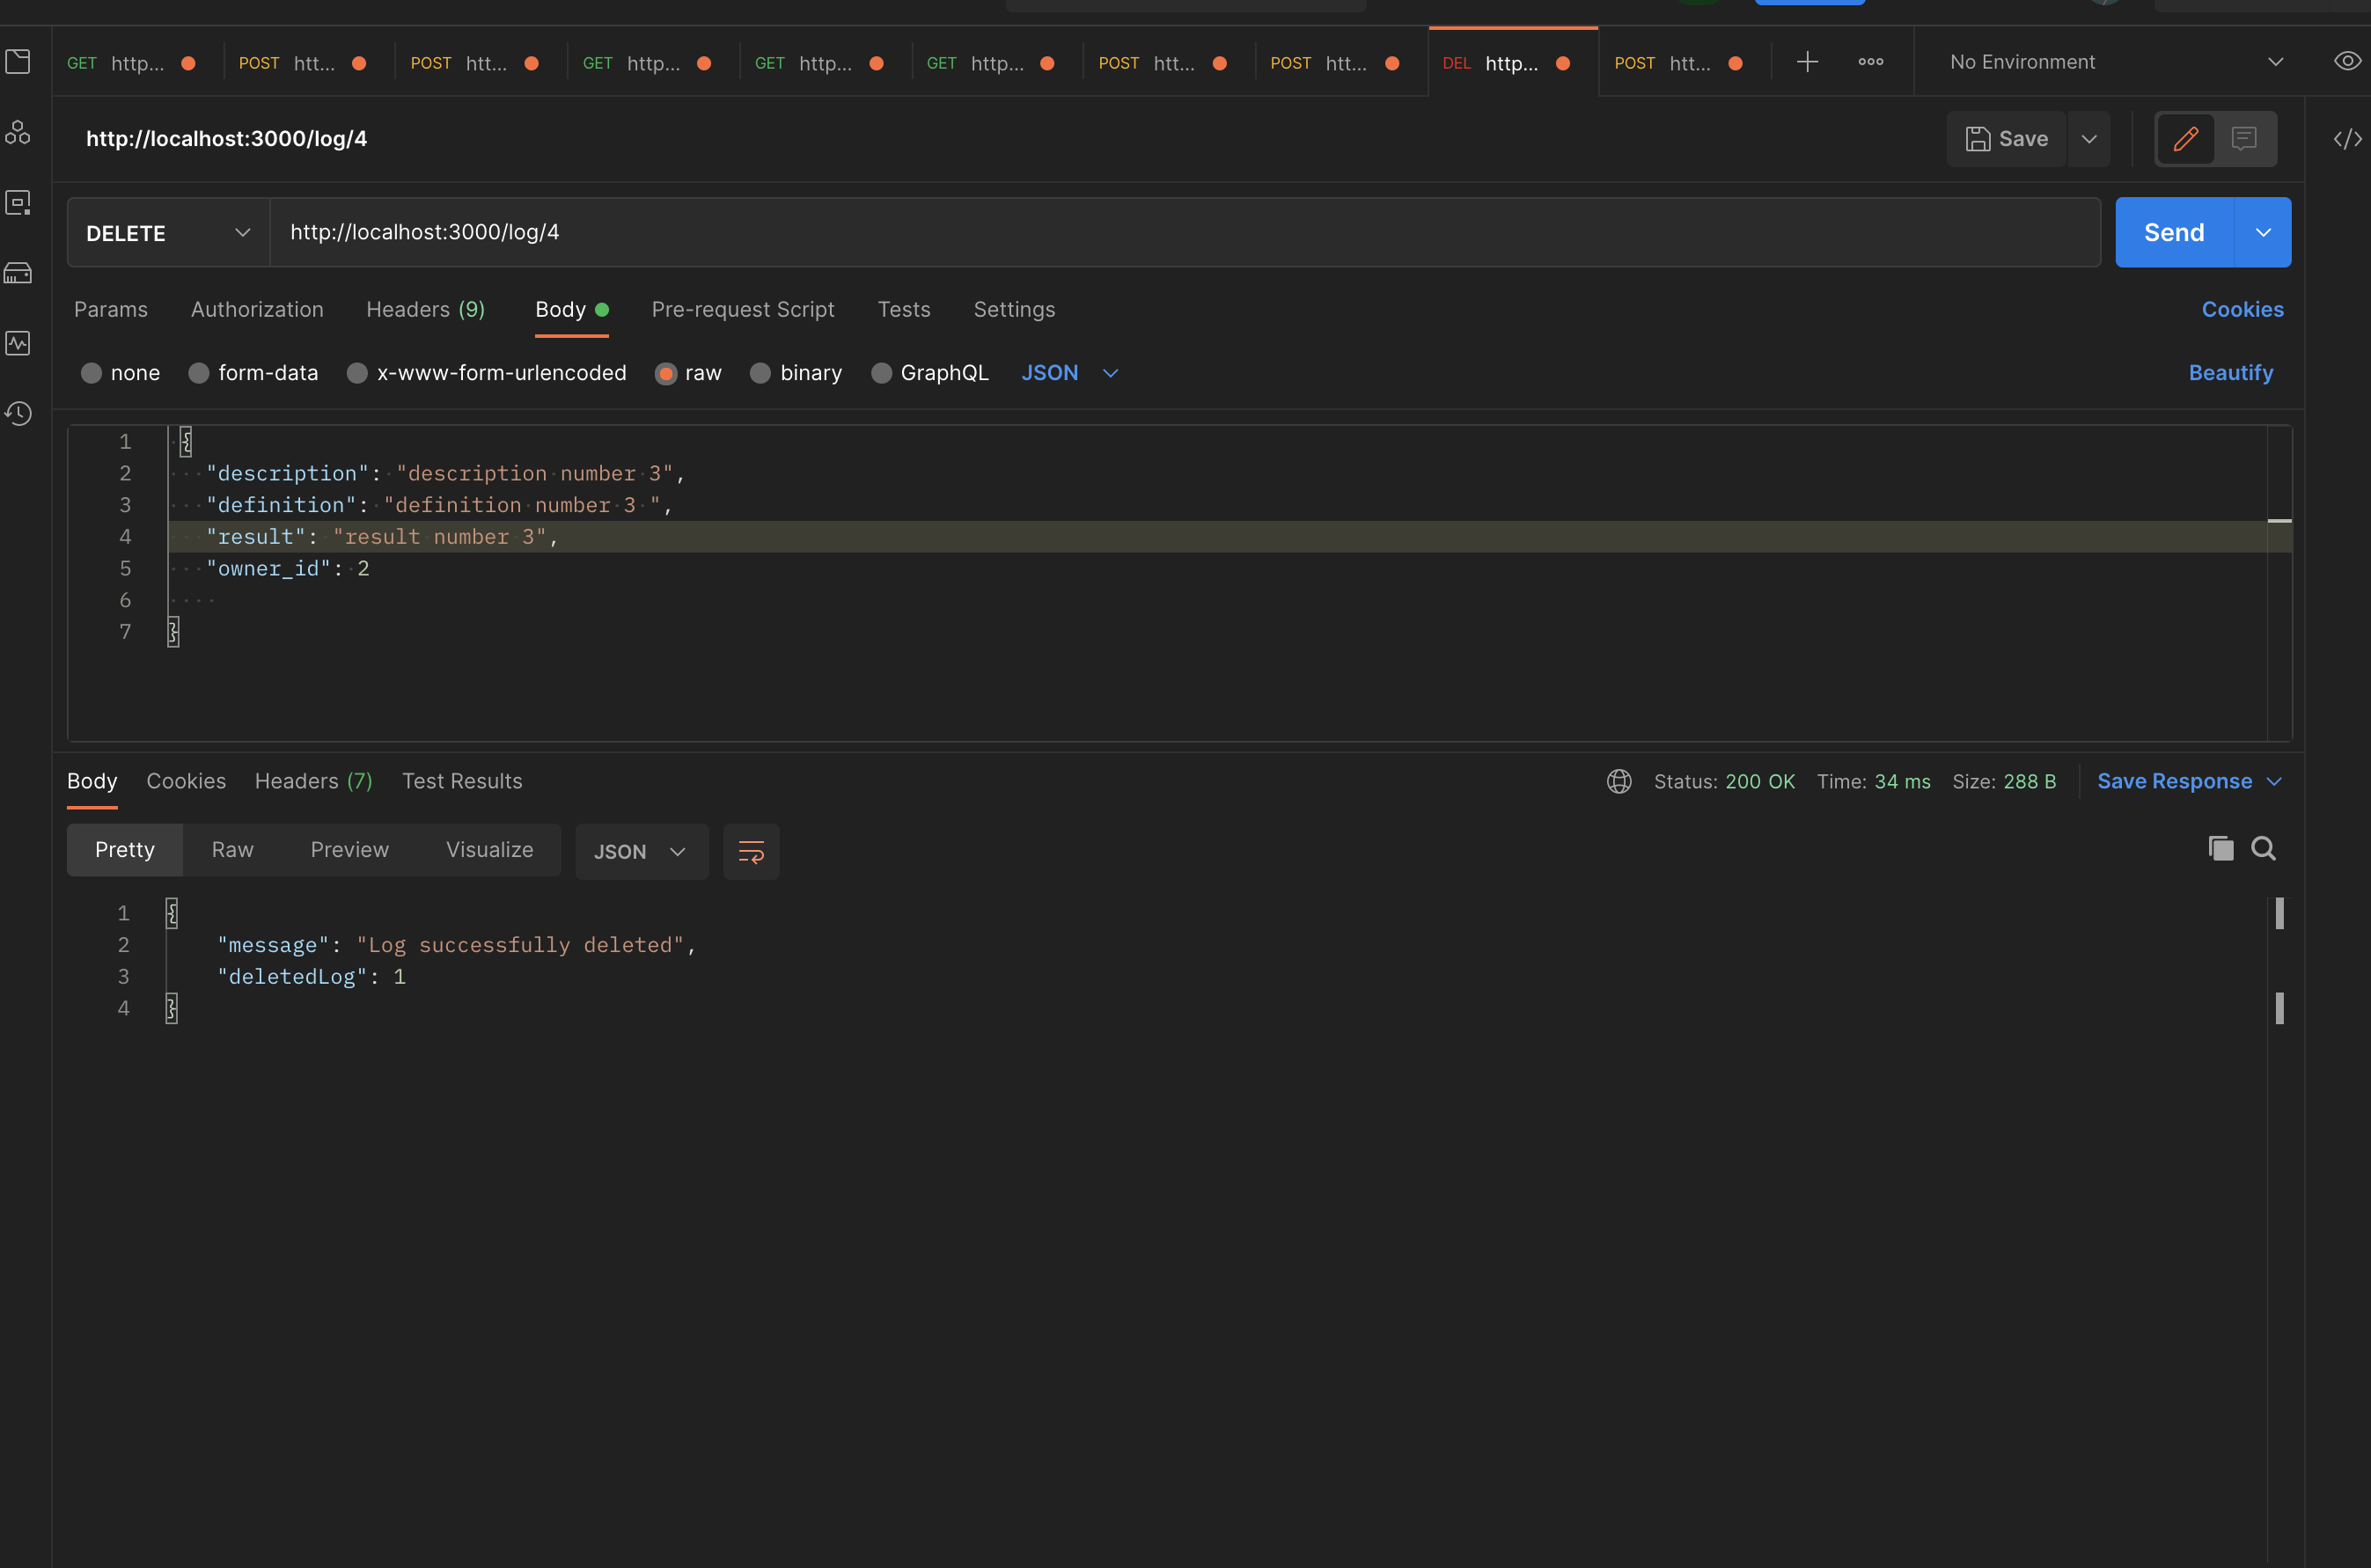 GET http... POST htt... POST htt... GET http... GET http... GET http... POST htt... POST htt... DEL http... POST htt... No Environment
http://localhost:3000/log/4 Save
DELETE http://localhost:3000/log/4 Send
Params Authorization Headers (9) Body Pre-request Script Tests Settings Cookies
none form-data x-www-form-urlencoded raw binary GraphQL JSON Beautify
1 {
2 "description": "description number 3",
3 "definition": "definition number 3 ",
4 "result": "result number 3",
5 "owner_id": 2
6
7 }
Body Cookies Headers (7) Test Results Status: 200 OK Time: 34 ms Size: 288 B Save Response
Pretty Raw Preview Visualize JSON
1 {
2 "message": "Log successfully deleted",
3 "deletedLog": 1
4 }